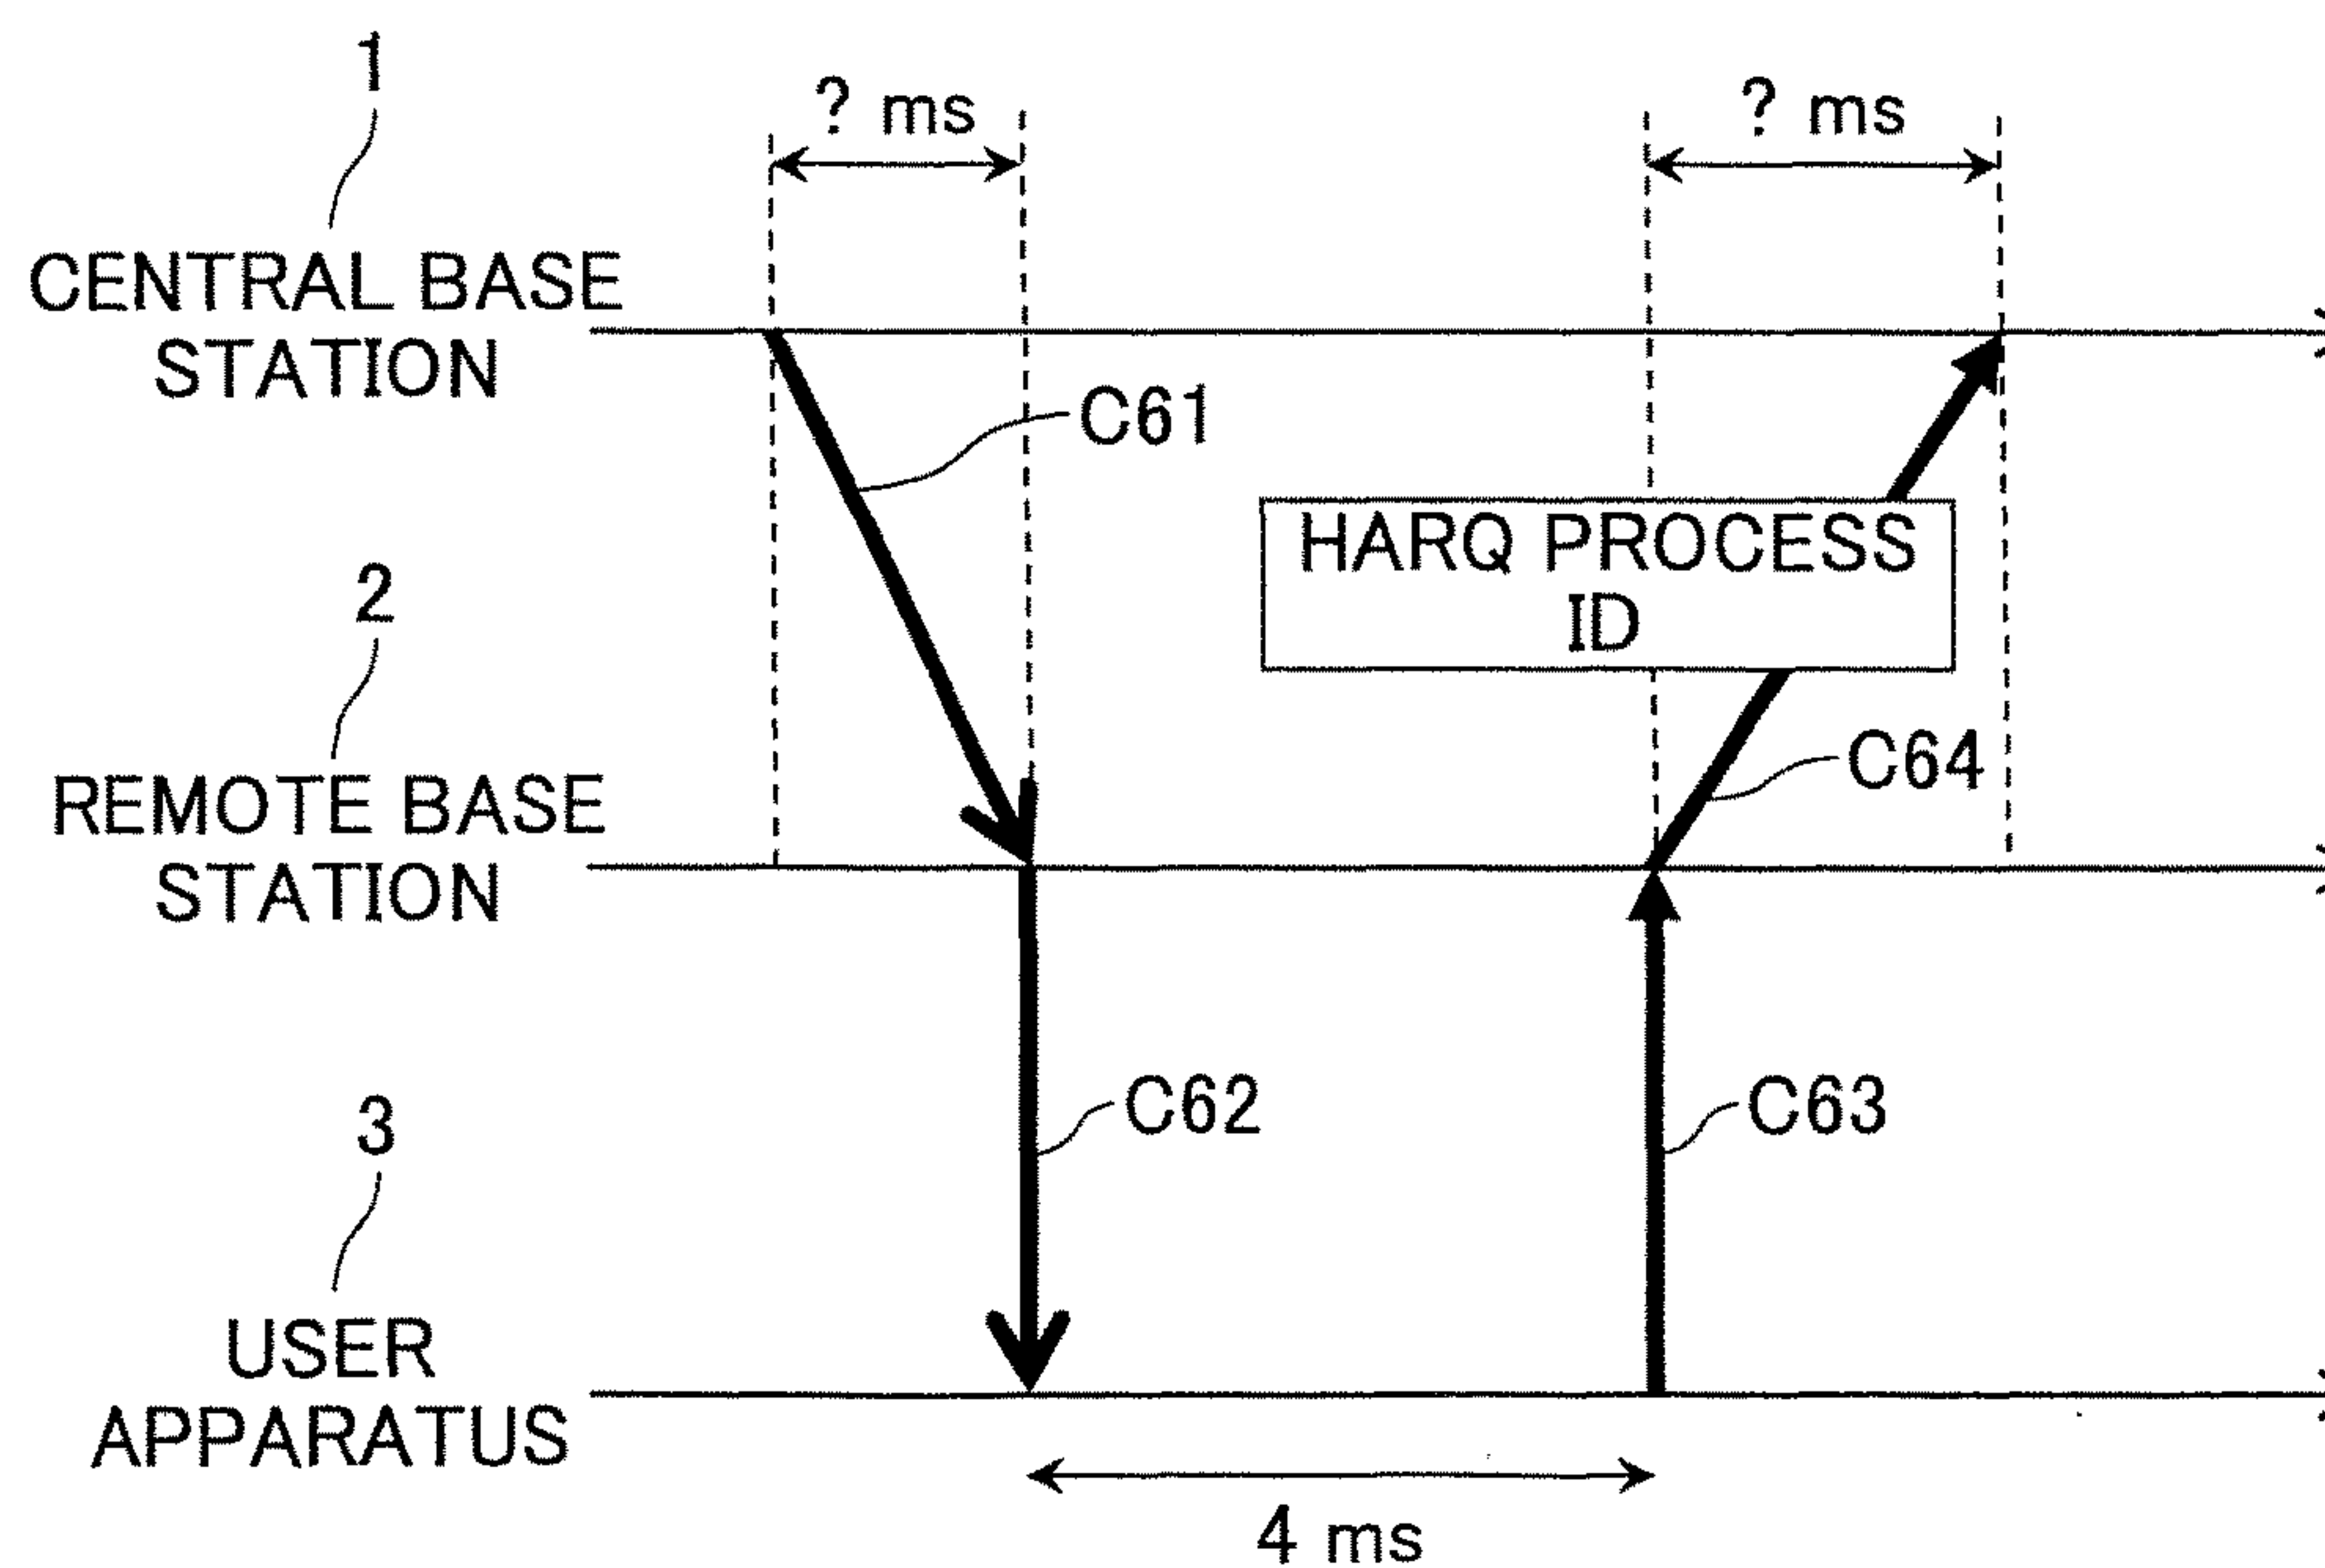 1
? ms
? ms
CENTRAL BASE
STATION
C61
HARQ PROCESS
ID
2
C64
REMOTE BASE
STATION
C62
C63
3
USER
APPARATUS
4 ms